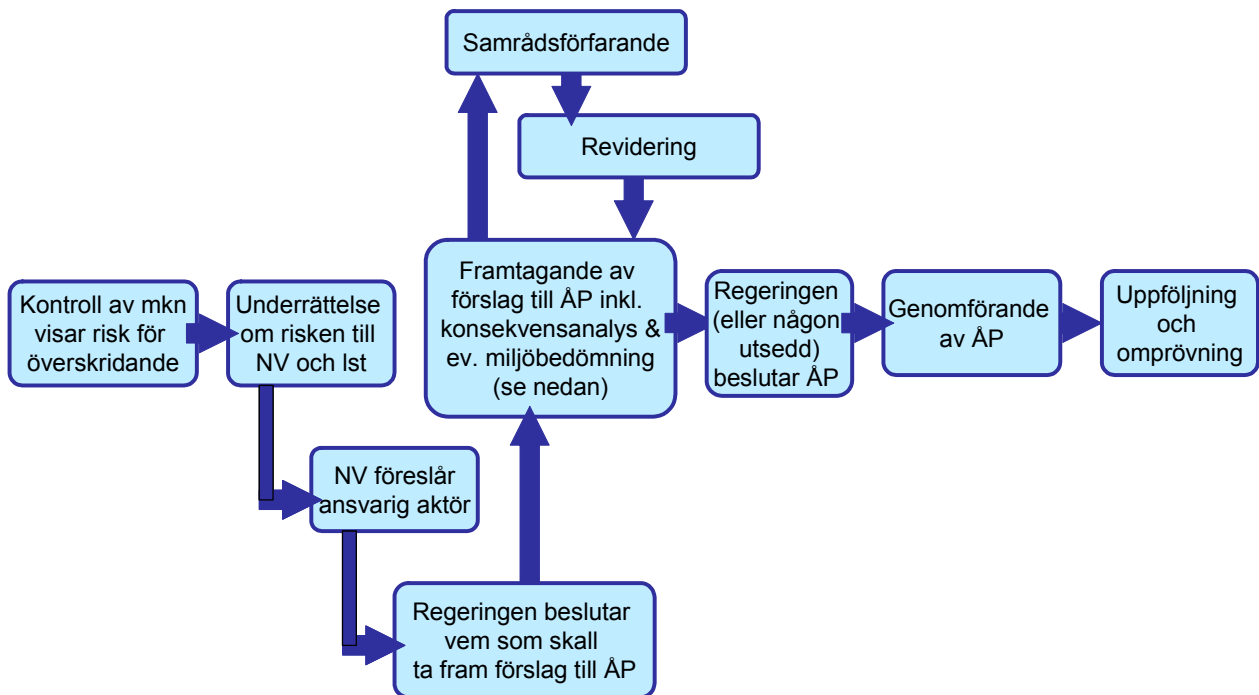 Samrådsförfarande
Revidering
Kontroll av mkn
visar risk för
överskridande
Underrättelse
om risken till
NV och lst
Framtagande av
förslag till ÅP inkl.
konsekvensanalys &
ev. miljöbedömning
(se nedan)
Regeringen
(eller någon
utsedd)
beslutar ÅP
Genomförande
av ÅP
Uppföljning
och
omprövning
NV föreslår
ansvarig aktör
Regeringen beslutar
vem som skall
ta fram förslag till ÅP